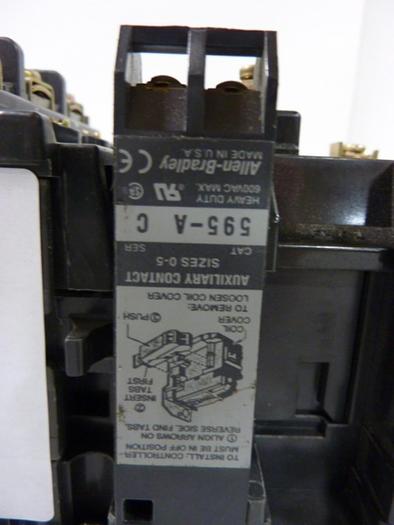 TO INSTALL: CONTROLLER
MUST BE IN OFF POSITION
① ALIGN ARROWS ON
REVERSE SIDE. FIND TABS.
② INSERT
TABS
FIRST
③ PUSH
COIL
COVER
TO REMOVE:
LOOSEN COIL COVER
AUXILIARY CONTACT
SIZES 0-5
CAT SER
595-A C
HEAVY DUTY
600VAC MAX.
Allen-Bradley
MADE IN U.S.A.